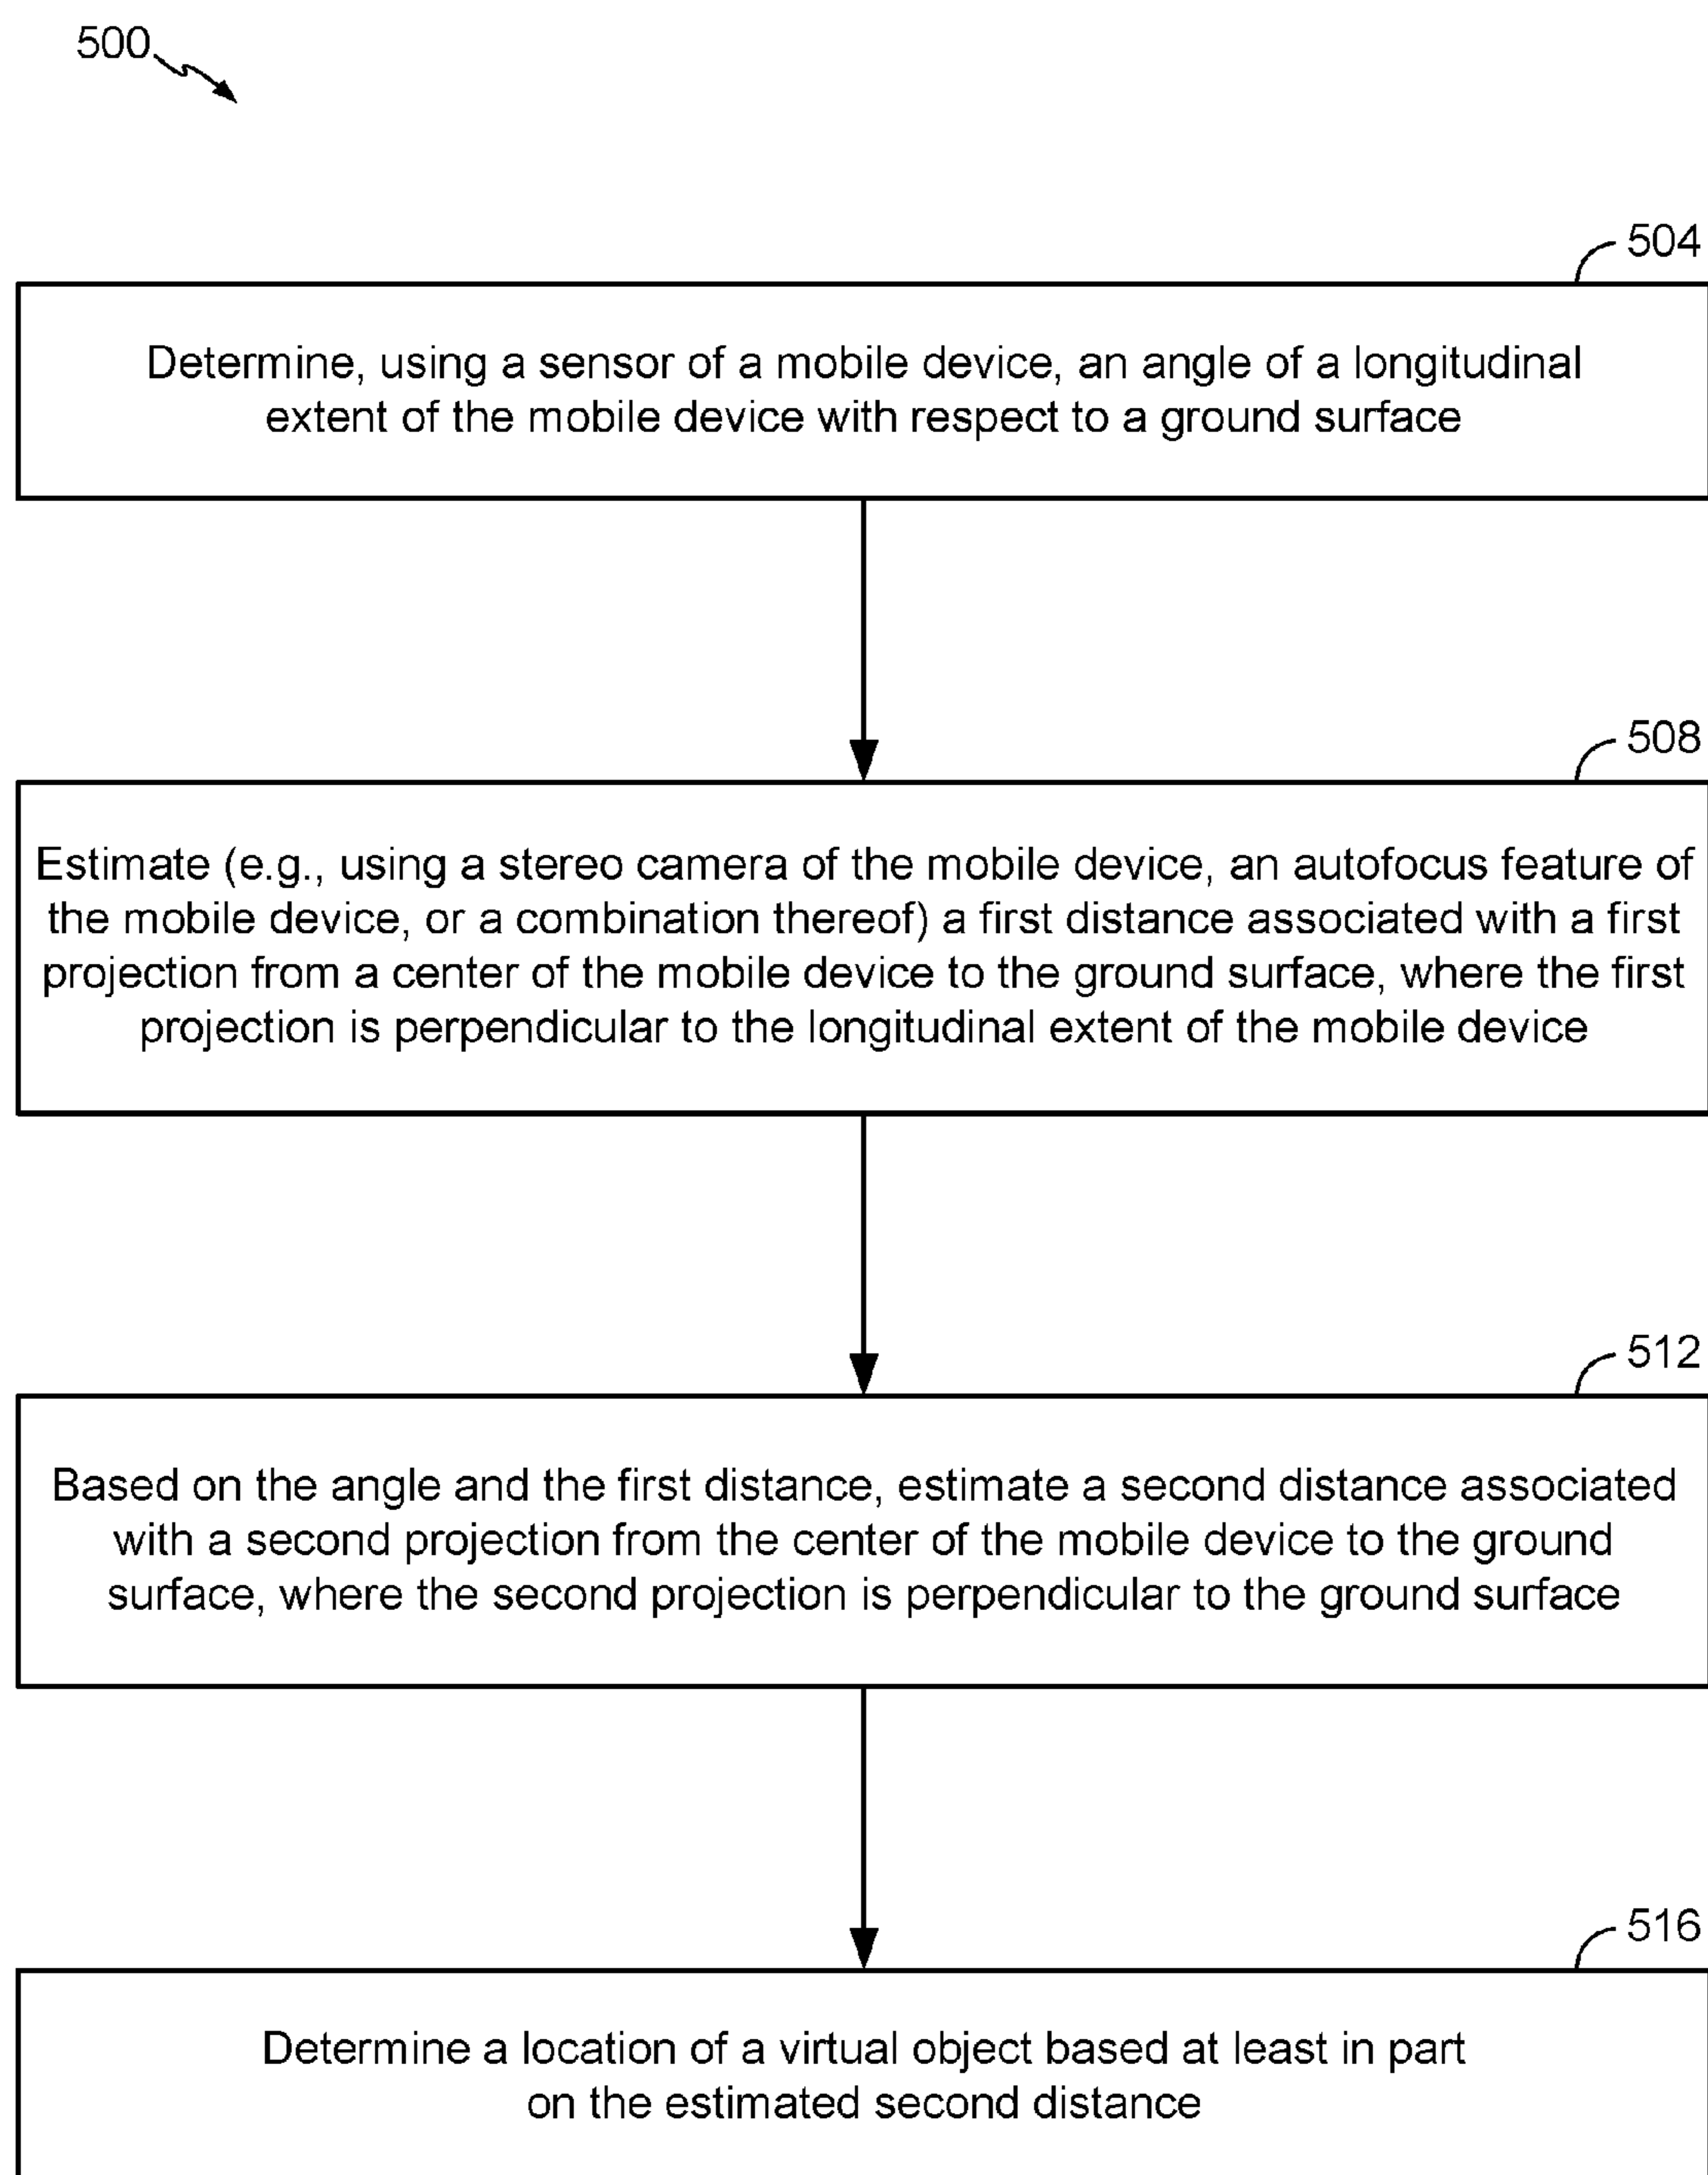 500
504
Determine, using a sensor of a mobile device, an angle of a longitudinal
extent of the mobile device with respect to a ground surface
508
Estimate (e.g., using a stereo camera of the mobile device, an autofocus feature of
the mobile device, or a combination thereof) a first distance associated with a first
projection from a center of the mobile device to the ground surface, where the first
projection is perpendicular to the longitudinal extent of the mobile device
512
Based on the angle and the first distance, estimate a second distance associated
with a second projection from the center of the mobile device to the ground
surface, where the second projection is perpendicular to the ground surface
516
Determine a location of a virtual object based at least in part
on the estimated second distance